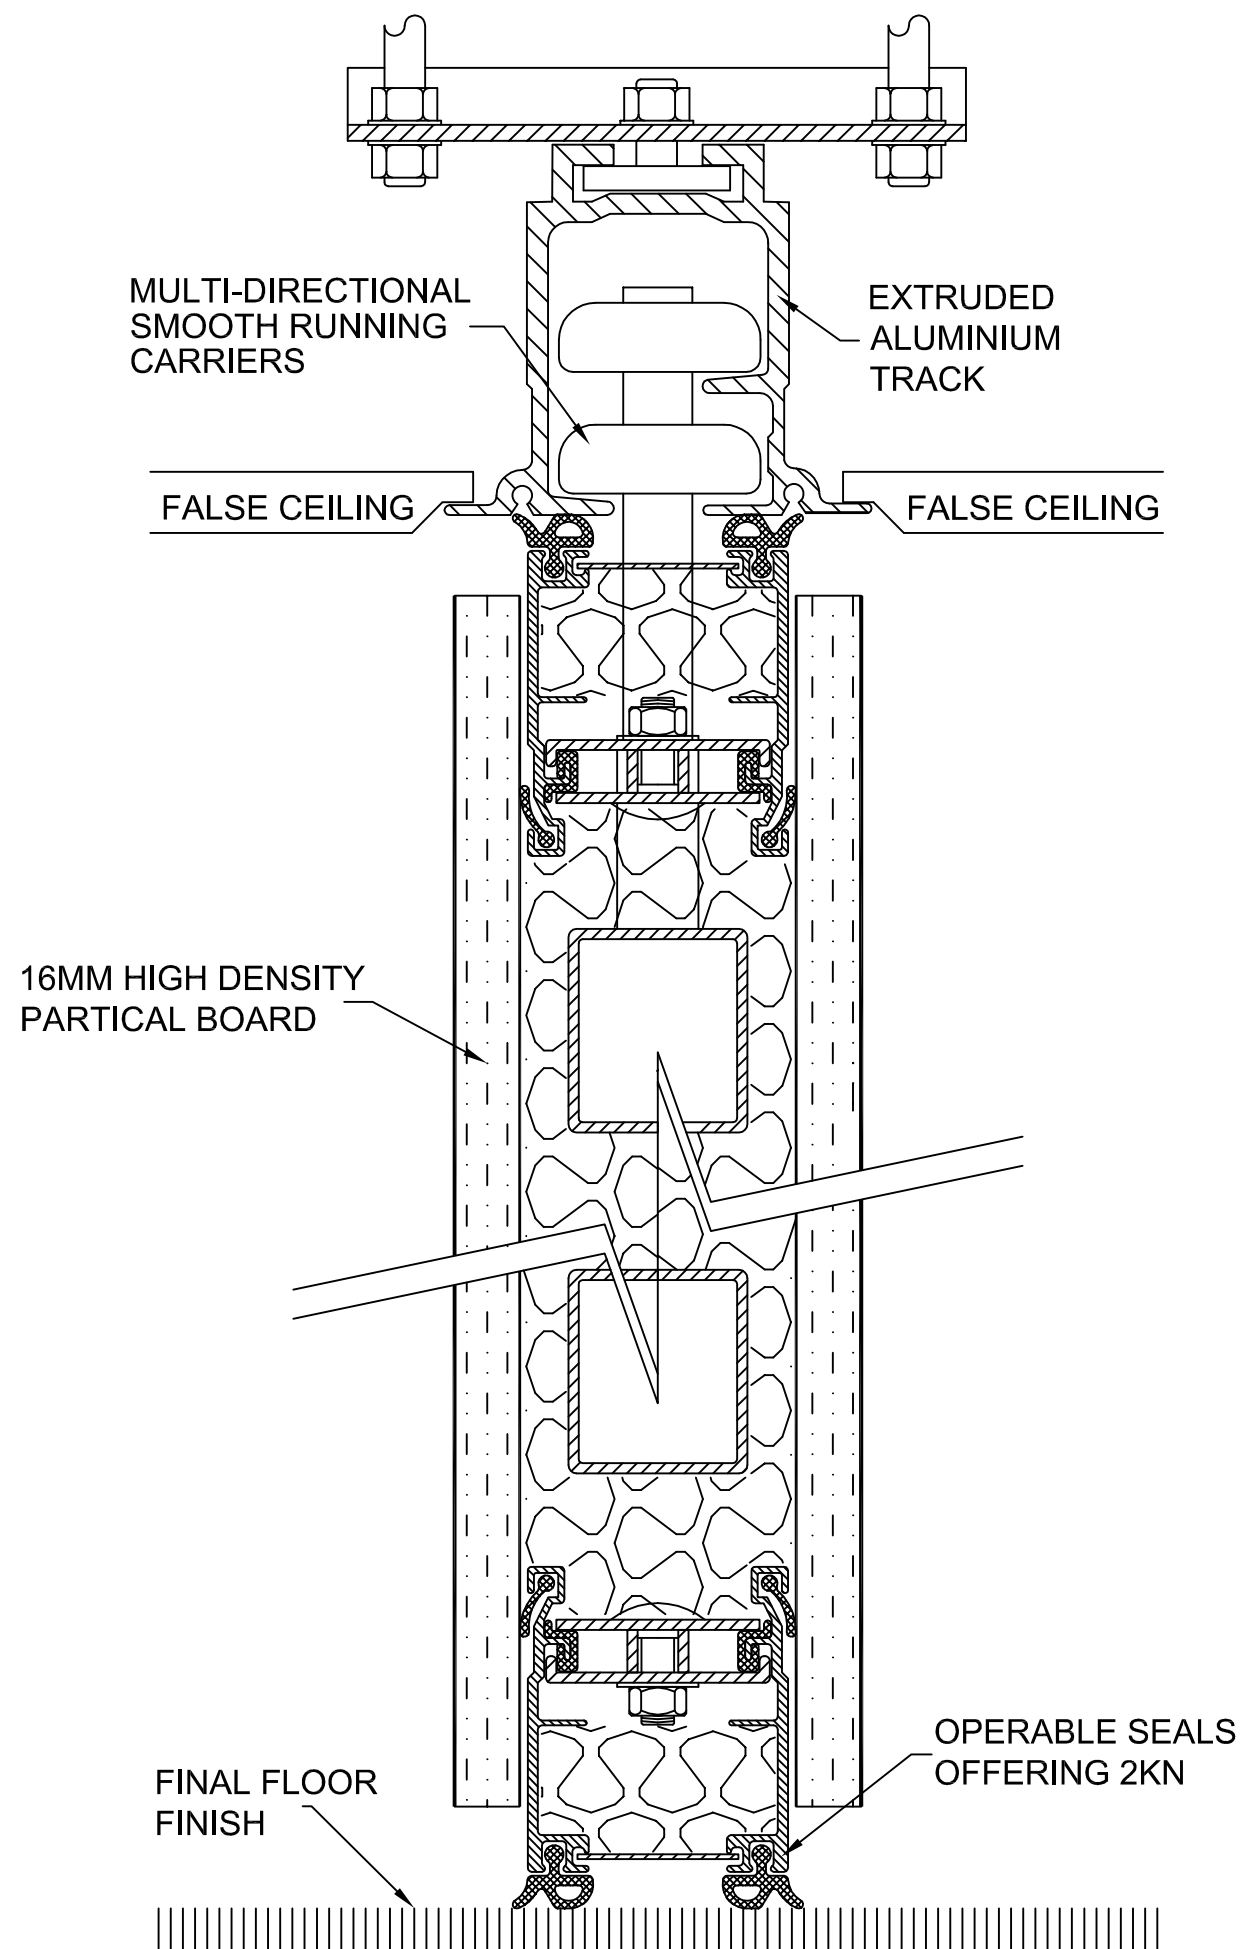 MULTI-DIRECTIONAL
SMOOTH RUNNING
CARRIERS
EXTRUDED
ALUMINIUM
TRACK
FALSE CEILING
FALSE CEILING
16MM HIGH DENSITY
PARTICAL BOARD
OPERABLE SEALS
OFFERING 2KN
FINAL FLOOR
FINISH